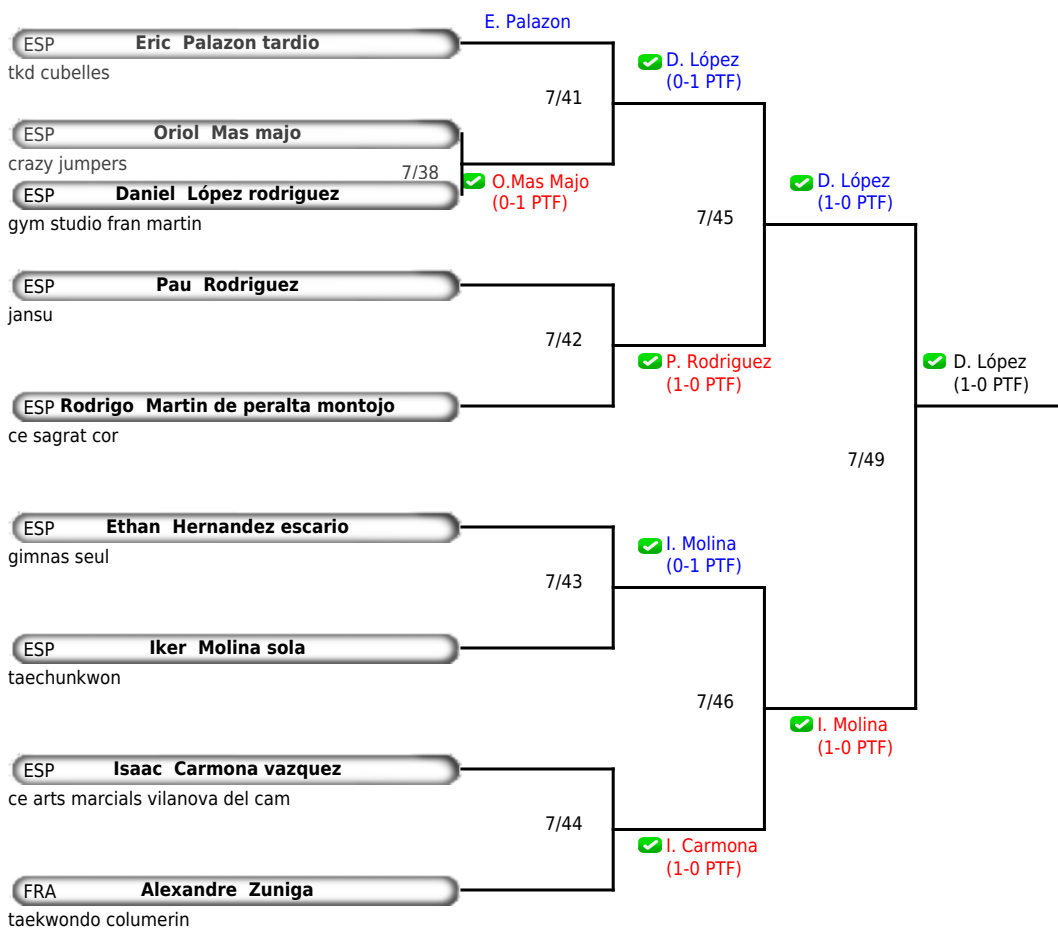 E. Palazon
ESP Eric Palazon tardio
tkd cubelles
D. López
(0-1 PTF)
7/41
ESP Oriol Mas majo
crazy jumpers
7/38
O.Mas Majo
(0-1 PTF)
ESP Daniel López rodriguez
gym studio fran martin
D. López
(1-0 PTF)
7/45
ESP Pau Rodriguez
jansu
7/42
P. Rodriguez
(1-0 PTF)
D. López
(1-0 PTF)
ESP Rodrigo Martin de peralta montojo
ce sagrat cor
7/49
ESP Ethan Hernandez escario
gimnas seul
I. Molina
(0-1 PTF)
7/43
ESP Iker Molina sola
taechunkwon
7/46
I. Molina
(1-0 PTF)
ESP Isaac Carmona vazquez
ce arts marcials vilanova del cam
7/44
I. Carmona
(1-0 PTF)
FRA Alexandre Zuniga
taekwondo columerin